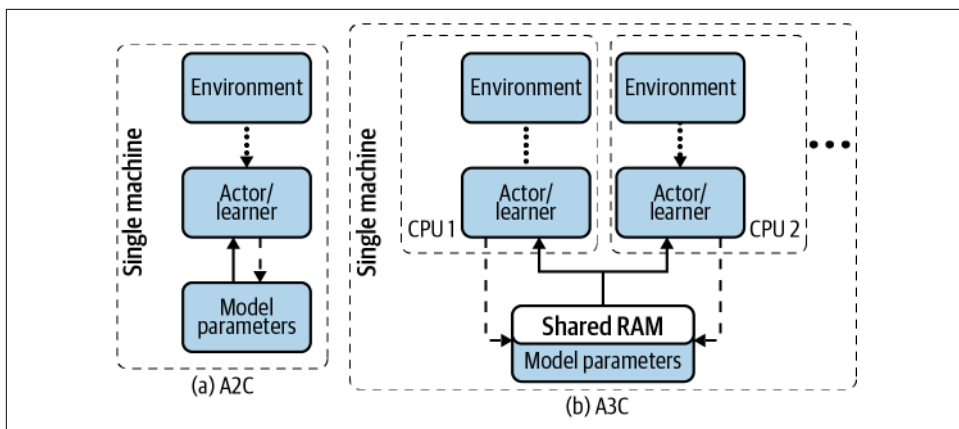 Single machine
Environment
Actor/
learner
Model
parameters
(a) A2C
Single machine
Environment
Actor/
learner
CPU 1
Environment
Actor/
learner
CPU 2
Shared RAM
Model parameters
(b) A3C